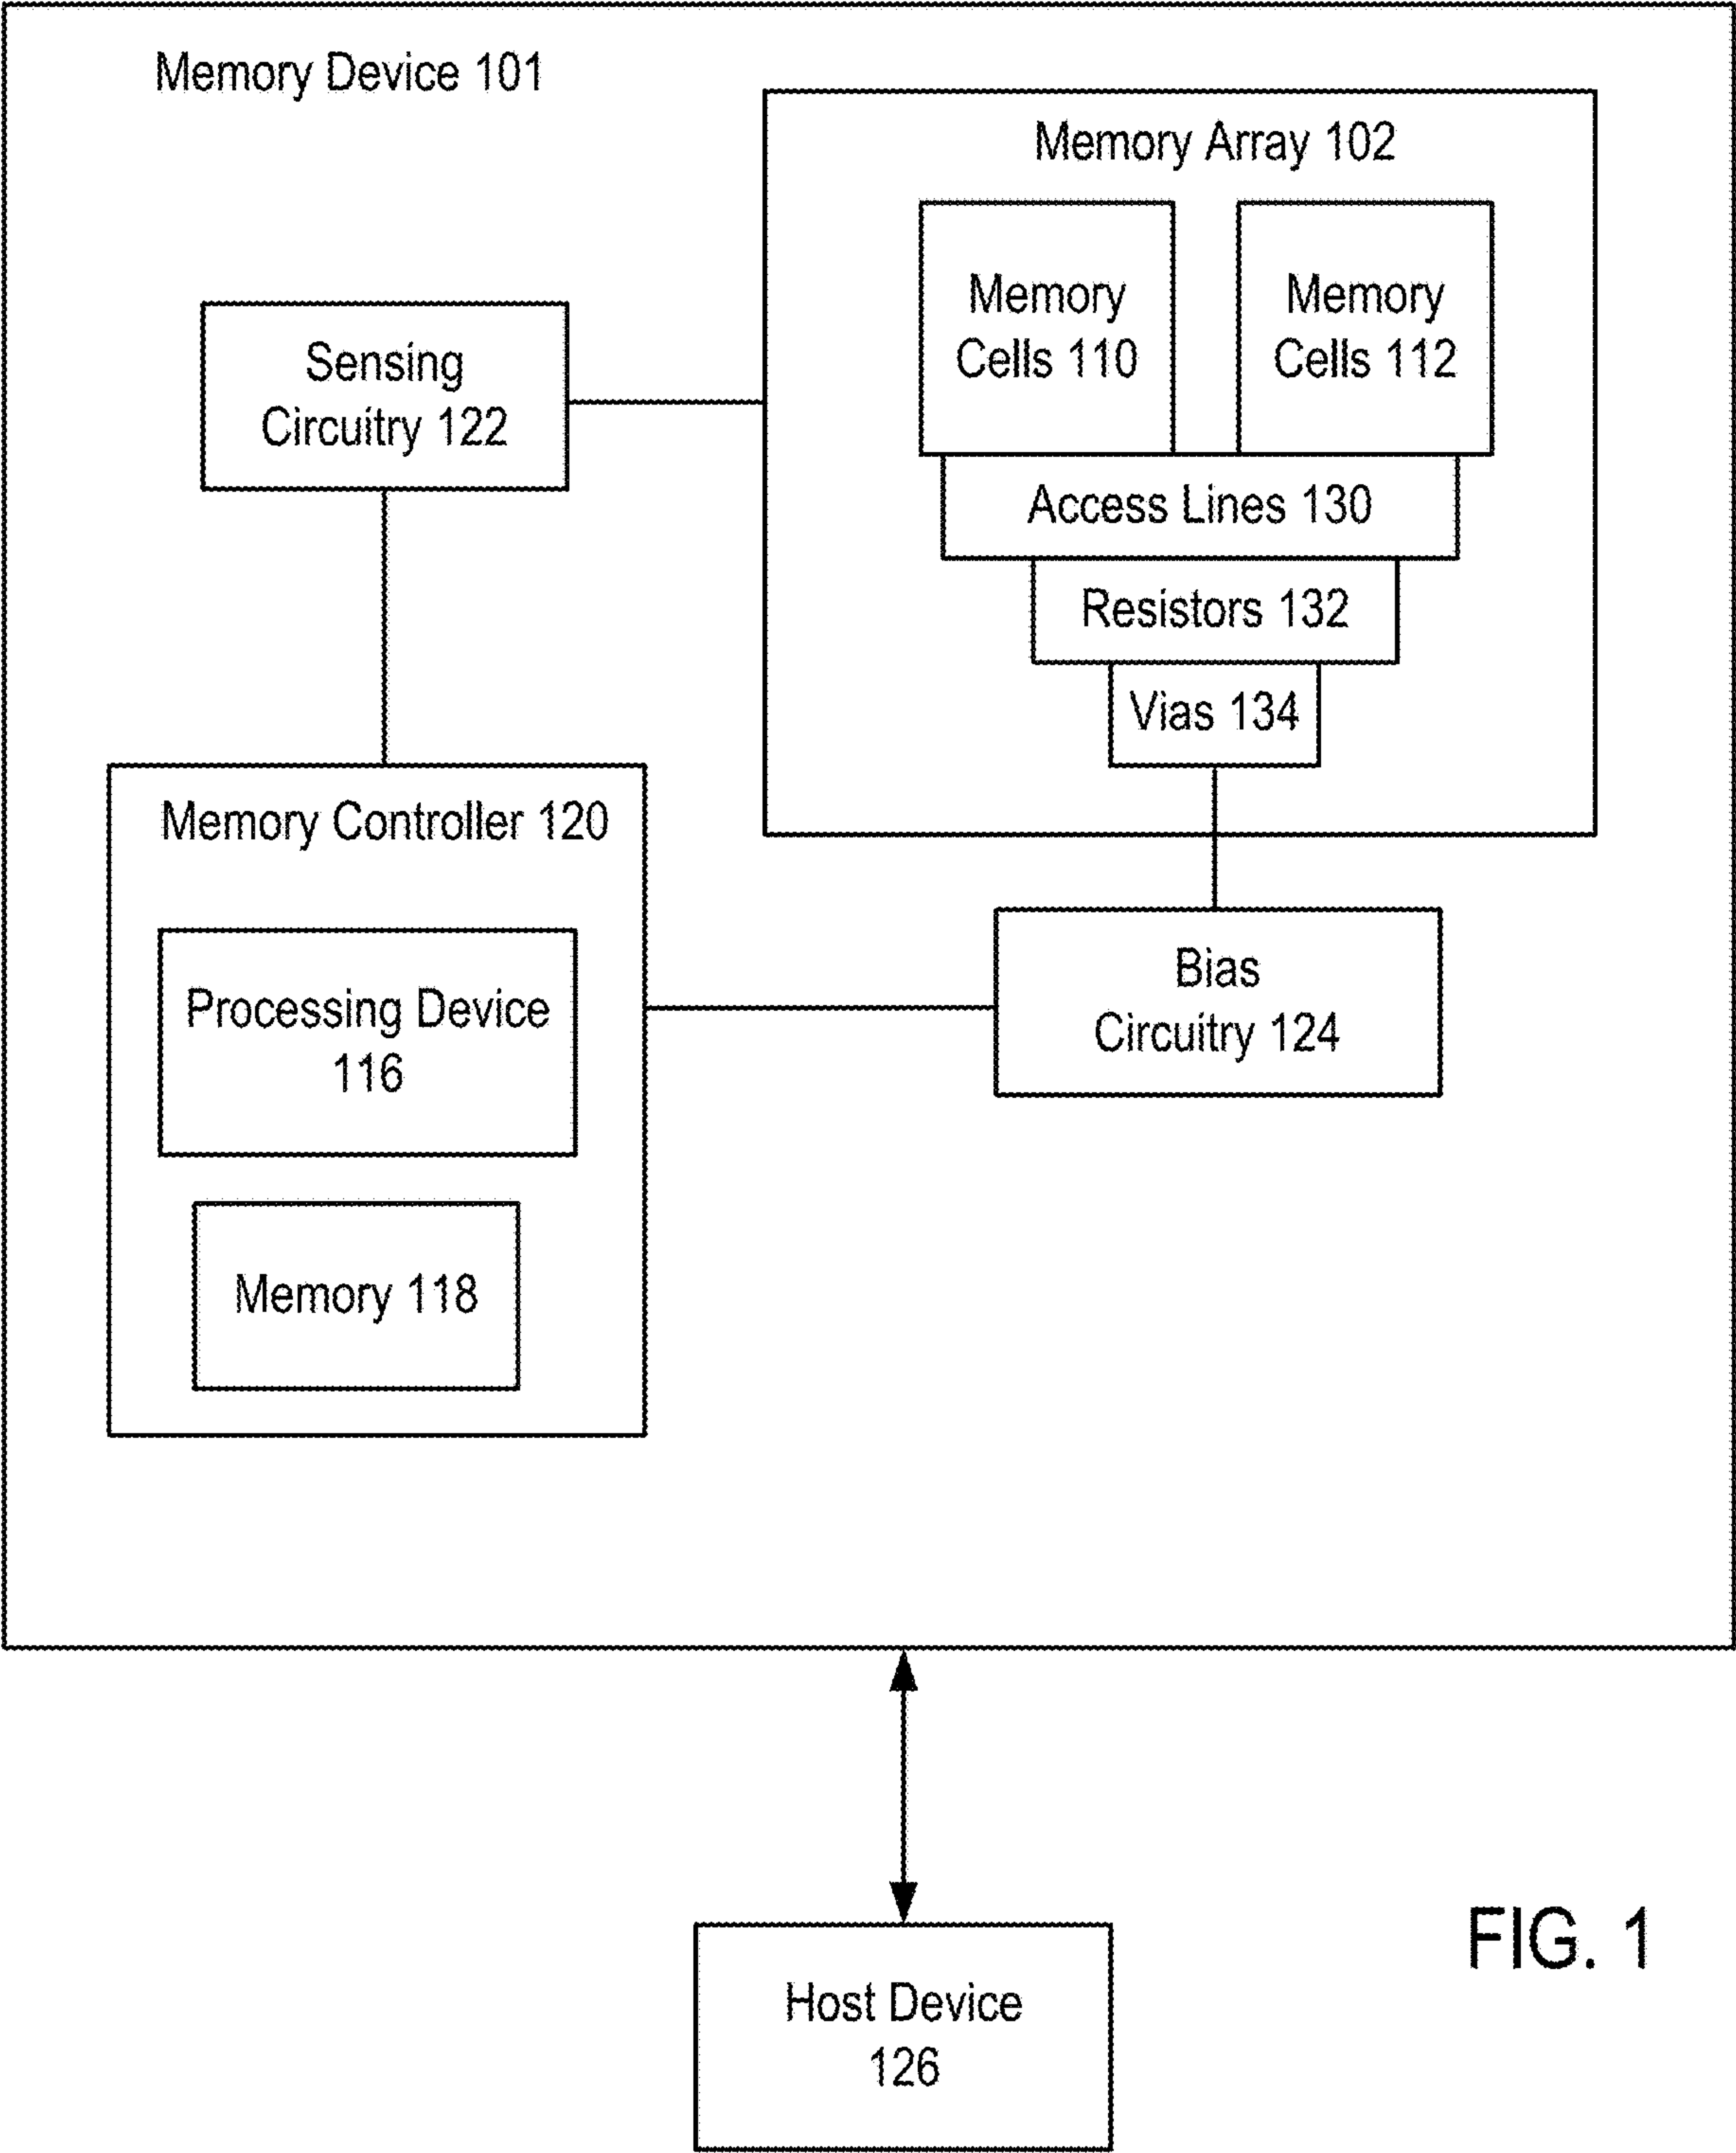 Memory Device 101
Memory Array 102
Memory
Cells 110
Memory
Cells 112
Sensing
Circuitry 122
Access Lines 130
Resistors 132
Vias 134
Memory Controller 120
Processing Device
116
Bias
Circuitry 124
Memory 118
Host Device
126
FIG. 1